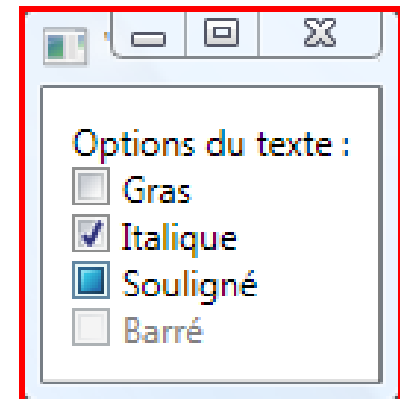 Options du texte :
Gras
Italique
Souligné
Barré